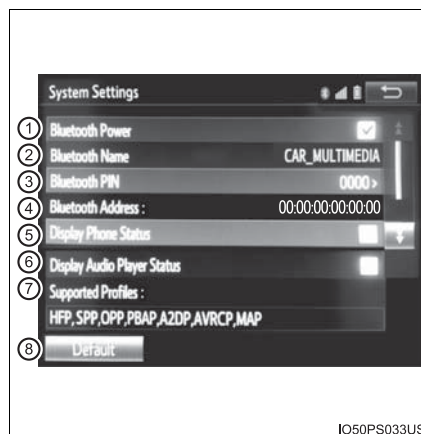 System Settings
1 Bluetooth Power
2 Bluetooth Name CAR_MULTIMEDIA
3 Bluetooth PIN 0000 >
4 Bluetooth Address : 00:00:00:00:00:00
5 Display Phone Status
6 Display Audio Player Status
7 Supported Profiles :
HFP,SPP,OPP,PBAP,A2DP,AVRCP,MAP
8 Default
IO50PS033US